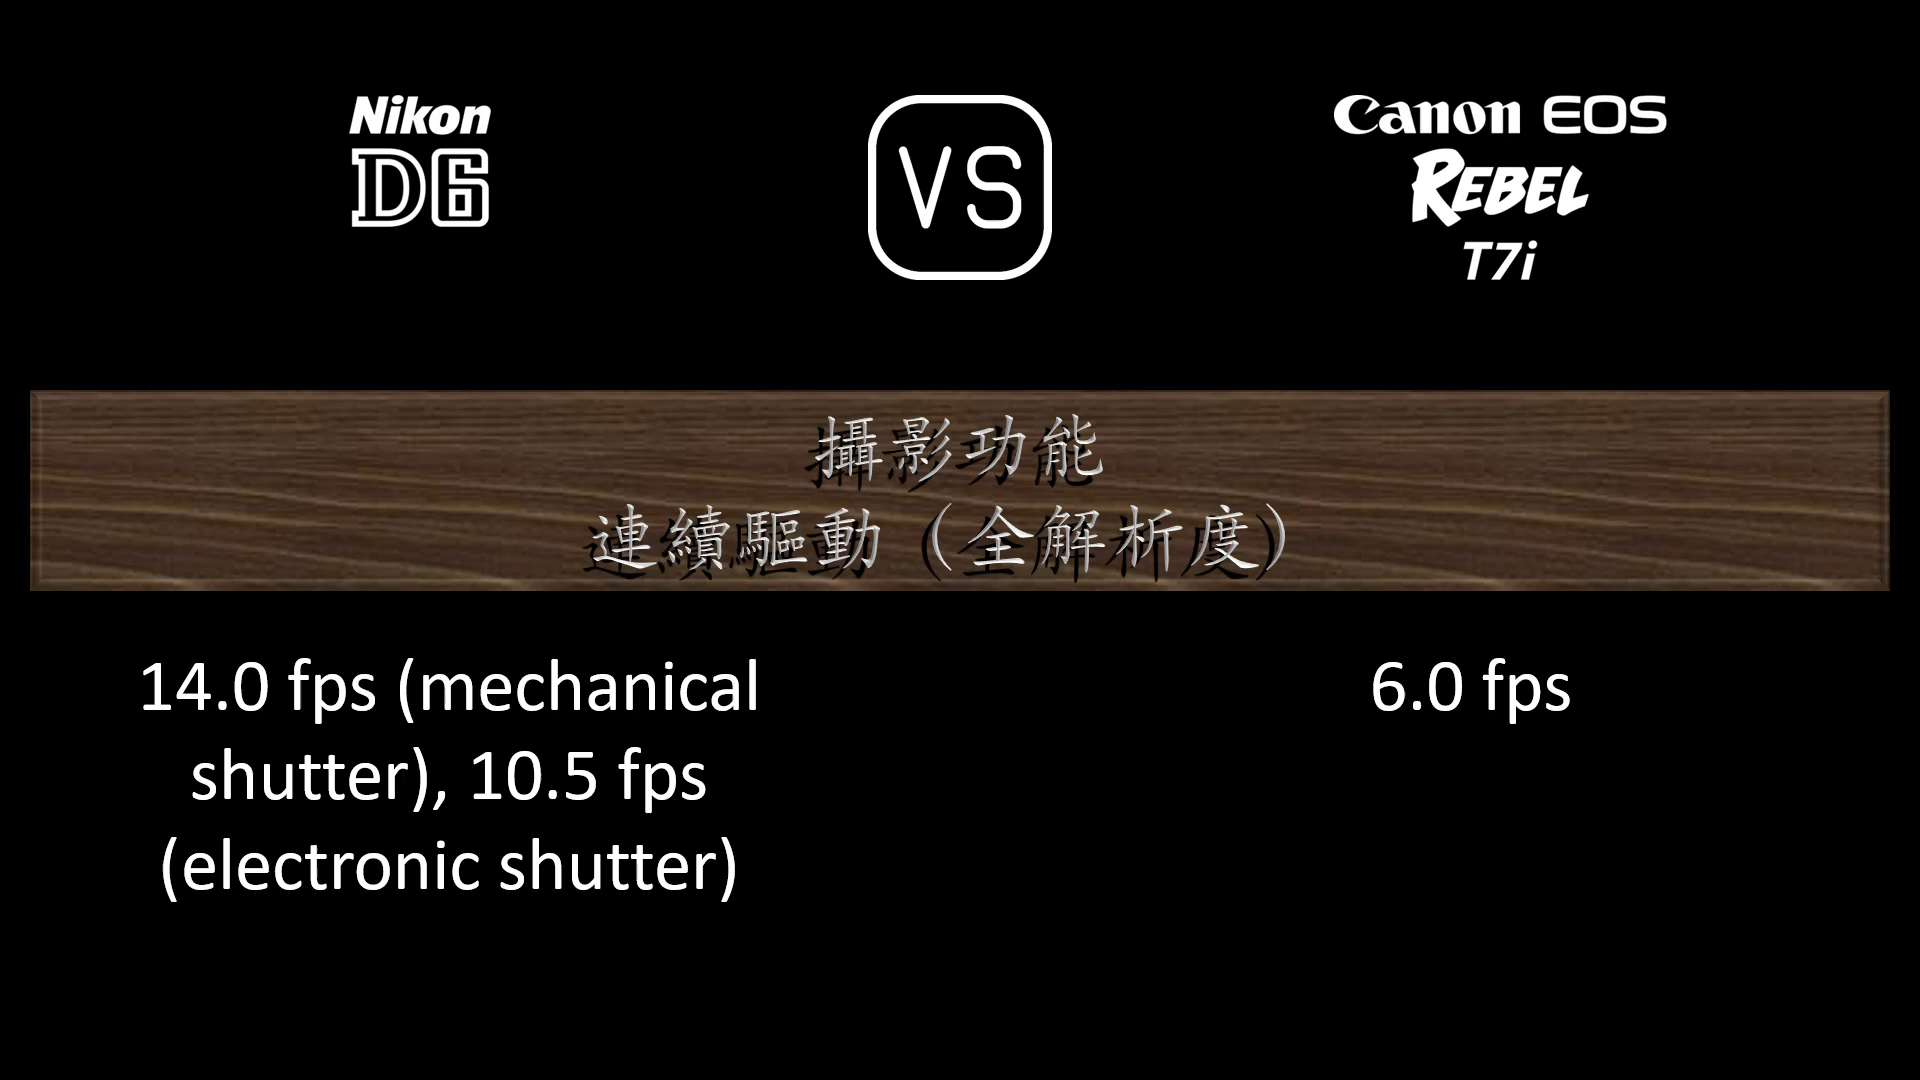 Nikon
D6
VS
Canon EOS
REBEL
T7i
攝影功能
連續驅動（全解析度）
14.0 fps (mechanical
shutter), 10.5 fps
(electronic shutter)
6.0 fps